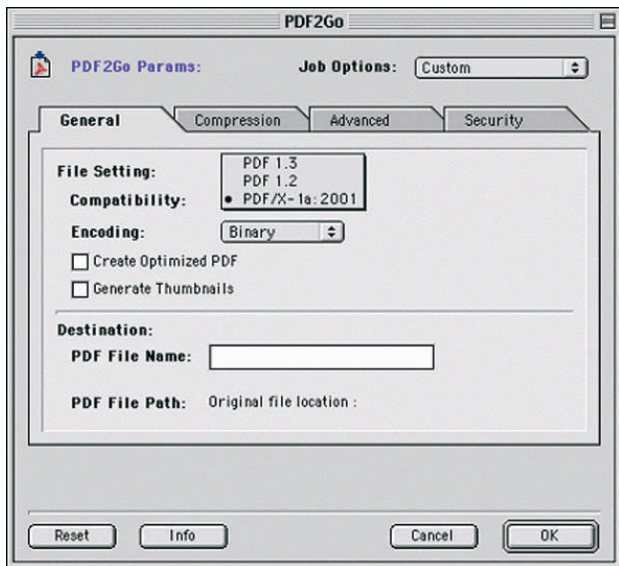 PDF2Go
PDF2Go Params: Job Options: Custom
General Compression Advanced Security
File Setting:
PDF 1.3
PDF 1.2
Compatibility: • PDF/X-1a:2001
Encoding: Binary
Create Optimized PDF
Generate Thumbnails
Destination:
PDF File Name:
PDF File Path: Original file location :
Reset Info Cancel OK